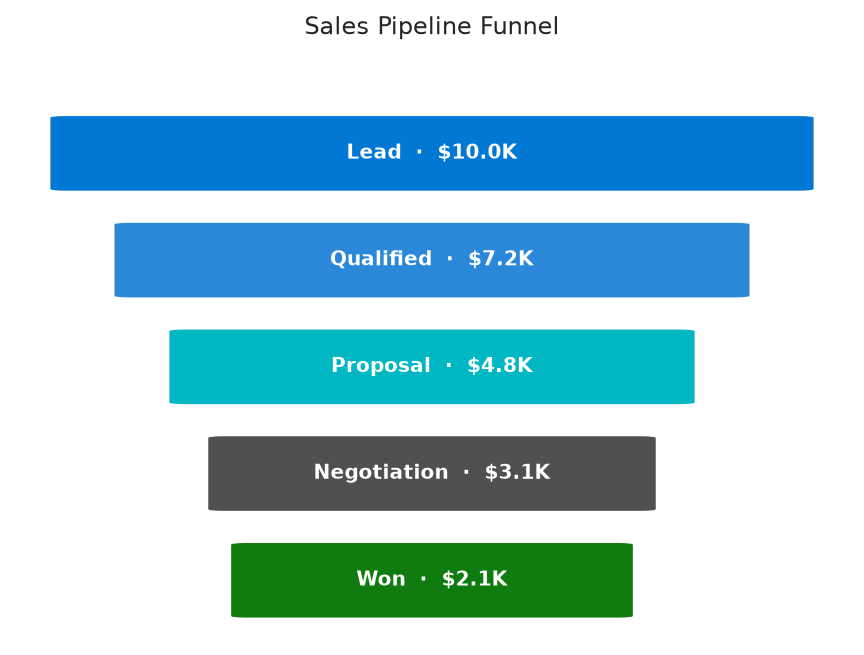 Sales Pipeline Funnel
Lead · $10.0K
Qualified · $7.2K
Proposal · $4.8K
Negotiation · $3.1K
Won · $2.1K